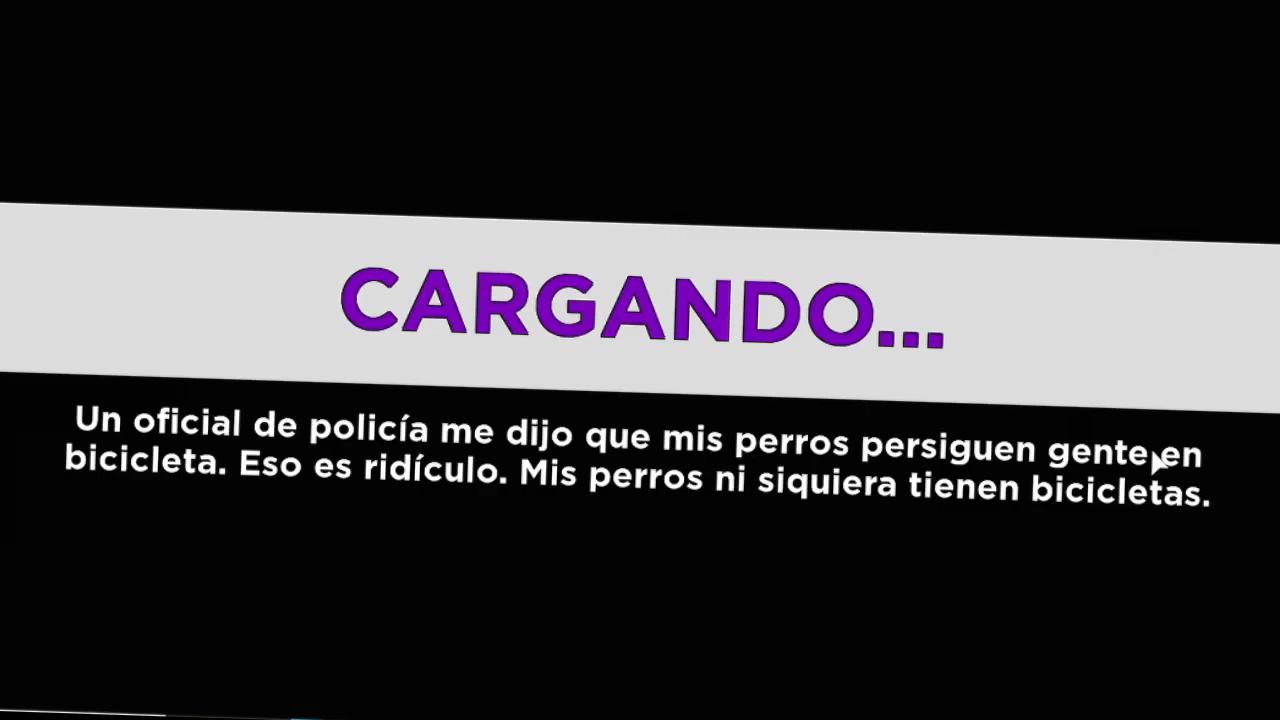 CARGANDO...
Un oficial de policía me dijo que mis perros persiguen gente en
bicicleta. Eso es ridículo. Mis perros ni siquiera tienen bicicletas.